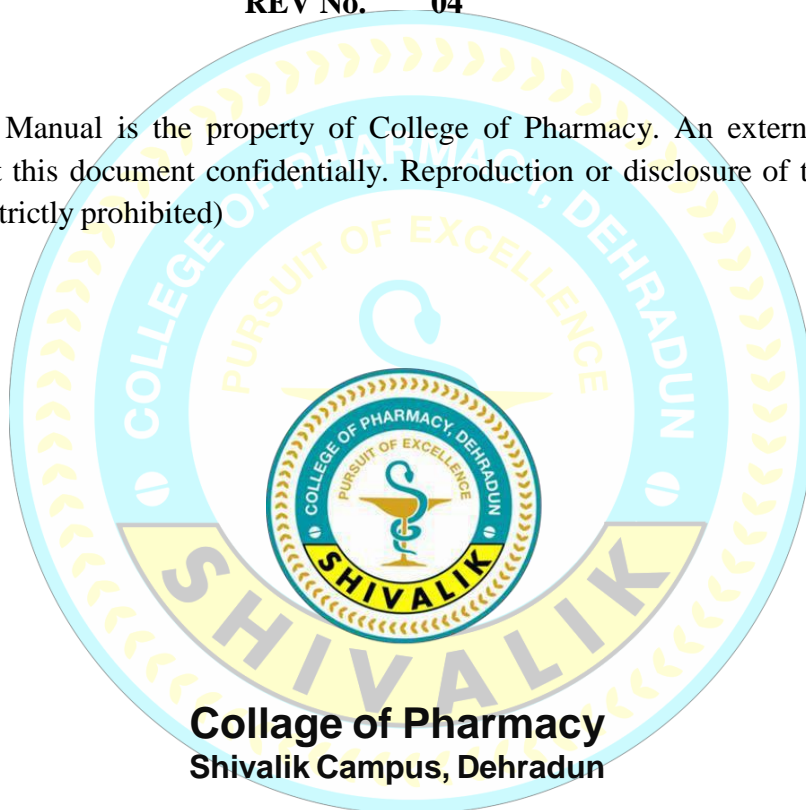 REV No. 04
Manual is the property of College of Pharmacy. An extern
this document confidentially. Reproduction or disclosure of t
trictly prohibited)
COLLEGE OF PHARMACY, DEHRADUN
PURSUIT OF EXCELLENCE
SHIVALIK
COLLEGE OF PHARMACY, DEHRADUN
PURSUIT OF EXCELLENCE
SHIVALIK
Collage of Pharmacy
Shivalik Campus, Dehradun